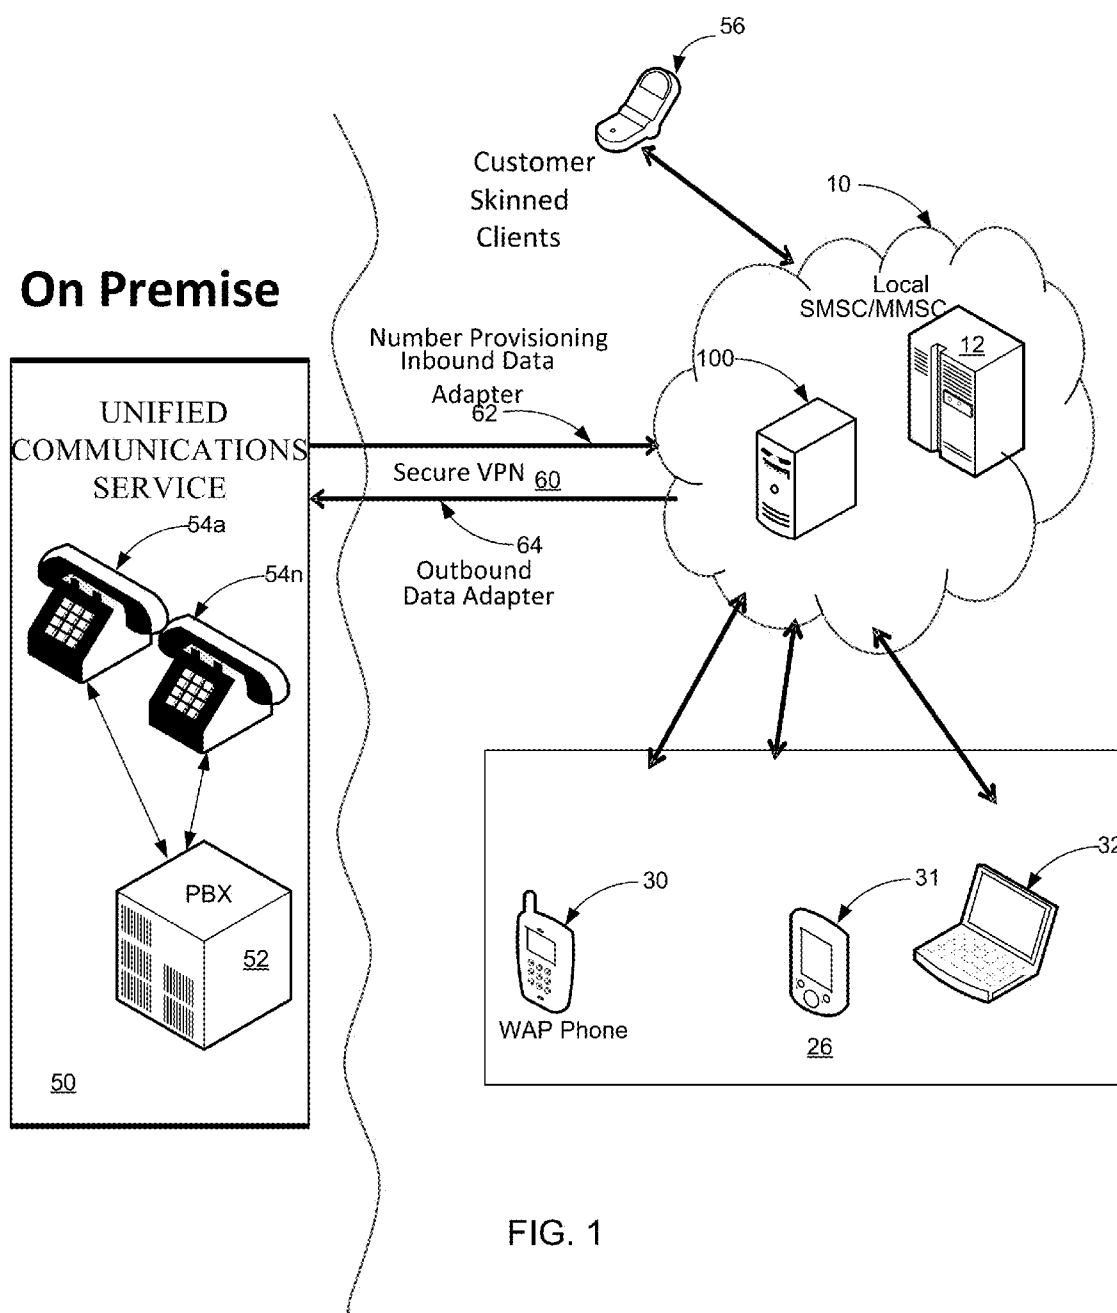 56
Customer
Skinned
Clients
10
On Premise
Local
SMSC/MMSC
12
Number Provisioning
Inbound Data
Adapter
62
100
UNIFIED
COMMUNICATIONS
SERVICE
Secure VPN 60
64
Outbound
Data Adapter
54a
54n
PBX
52
50
30
31
32
WAP Phone
26
FIG. 1